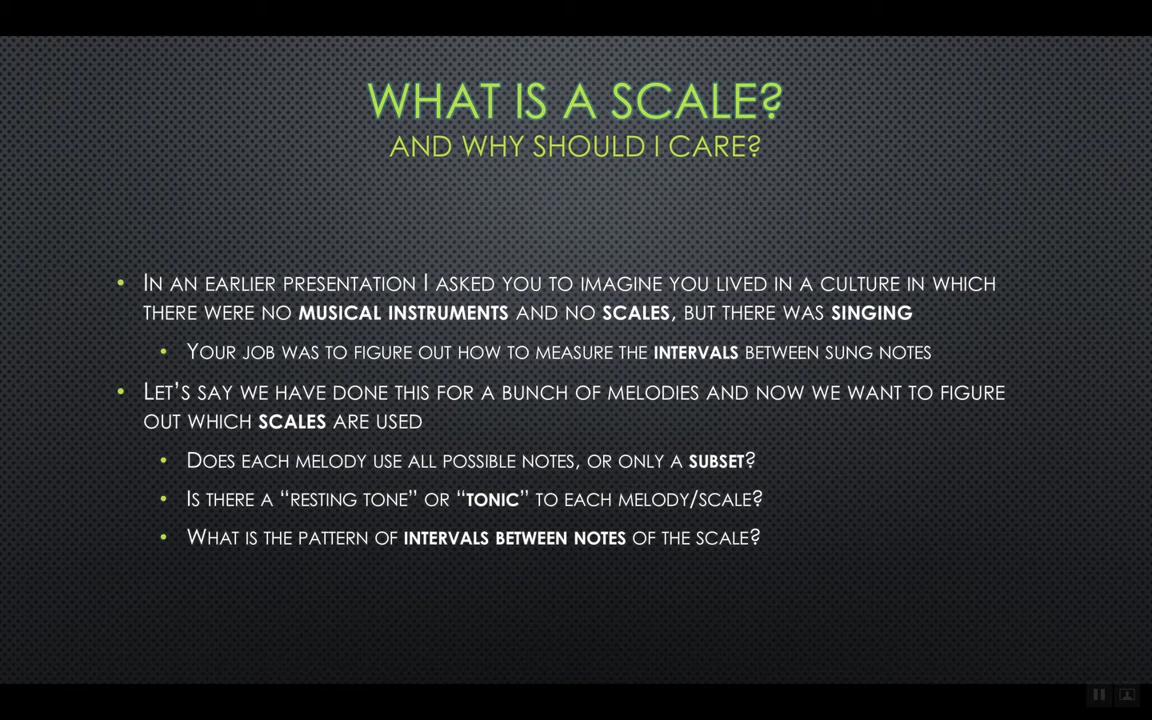 WHAT IS A SCALE?
AND WHY SHOULD I CARE?
• IN AN EARLIER PRESENTATION I ASKED YOU TO IMAGINE YOU LIVED IN A CULTURE IN WHICH
THERE WERE NO MUSICAL INSTRUMENTS AND NO SCALES, BUT THERE WAS SINGING
• YOUR JOB WAS TO FIGURE OUT HOW TO MEASURE THE INTERVALS BETWEEN SUNG NOTES
• LET’S SAY WE HAVE DONE THIS FOR A BUNCH OF MELODIES AND NOW WE WANT TO FIGURE
OUT WHICH SCALES ARE USED
• DOES EACH MELODY USE ALL POSSIBLE NOTES, OR ONLY A SUBSET?
• IS THERE A “RESTING TONE” OR “TONIC” TO EACH MELODY/SCALE?
• WHAT IS THE PATTERN OF INTERVALS BETWEEN NOTES OF THE SCALE?